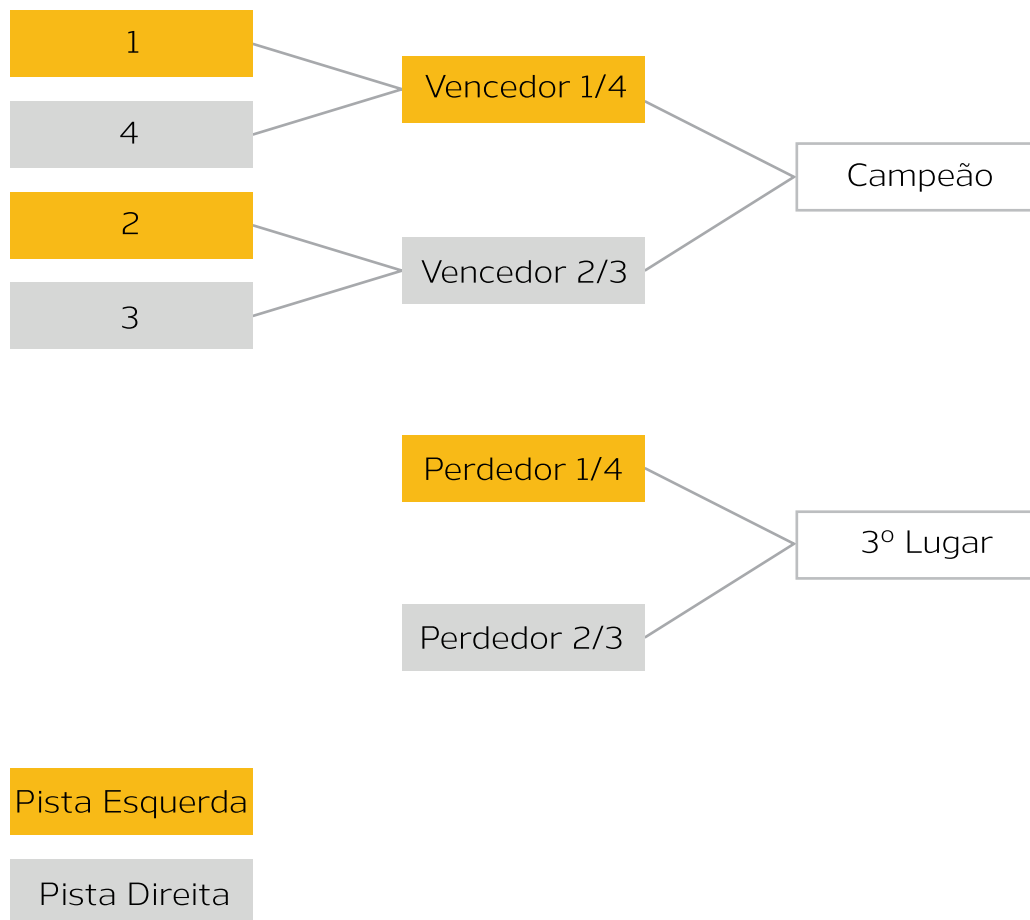 1
4
2
3
Vencedor 1/4
Vencedor 2/3
Campeão
Perdedor 1/4
Perdedor 2/3
3º Lugar
Pista Esquerda
Pista Direita